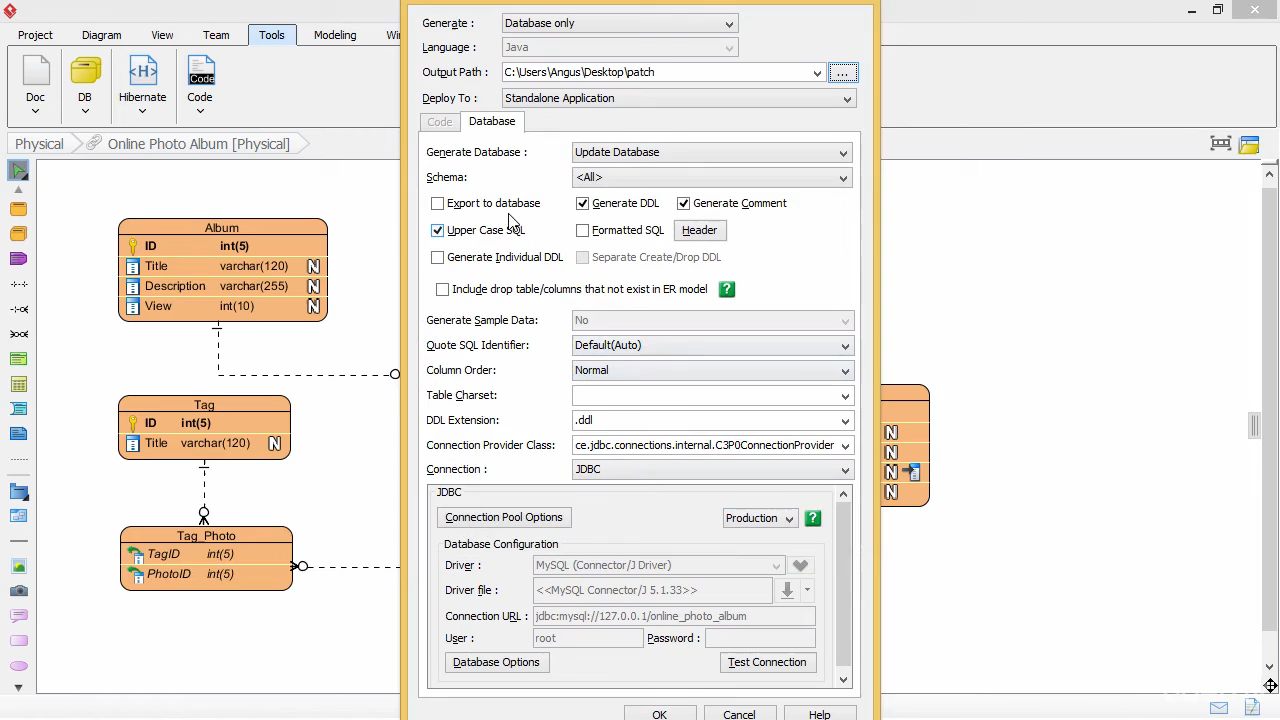 Project Diagram View Team Tools Modeling
Doc DB Hibernate Code
Code
Physical Online Photo Album [Physical]
Album
ID int(5)
Title varchar(120) N
Description varchar(255) N
View int(10) N
Tag
ID int(5)
Title varchar(120) N
Tag_Photo
TagID int(5)
PhotoID int(5)
Generate : Database only
Language : Java
Output Path : C:\Users\Angus\Desktop\patch ...
Deploy To : Standalone Application
Code Database
Generate Database : Update Database
Schema: <All>
Export to database Generate DDL Generate Comment
Upper Case SQL Formatted SQL Header
Generate Individual DDL Separate Create/Drop DDL
Include drop table/columns that not exist in ER model ?
Generate Sample Data: No
Quote SQL Identifier: Default(Auto)
Column Order: Normal
Table Charset:
DDL Extension: .ddl
Connection Provider Class: ce.jdbc.connections.internal.C3P0ConnectionProvider
Connection : JDBC
JDBC
Connection Pool Options Production ?
Database Configuration
Driver : MySQL (Connector/J Driver)
Driver file : <<MySQL Connector/J 5.1.33>>
Connection URL : jdbc:mysql://127.0.0.1/online_photo_album
User : root Password :
Database Options Test Connection
OK Cancel Help
N
N
N
N